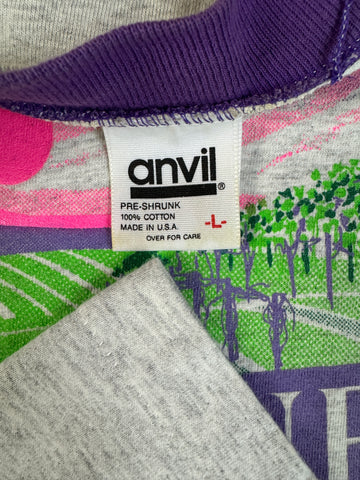 anvil®
PRE-SHRUNK
100% COTTON
MADE IN U.S.A.
-L-
OVER FOR CARE